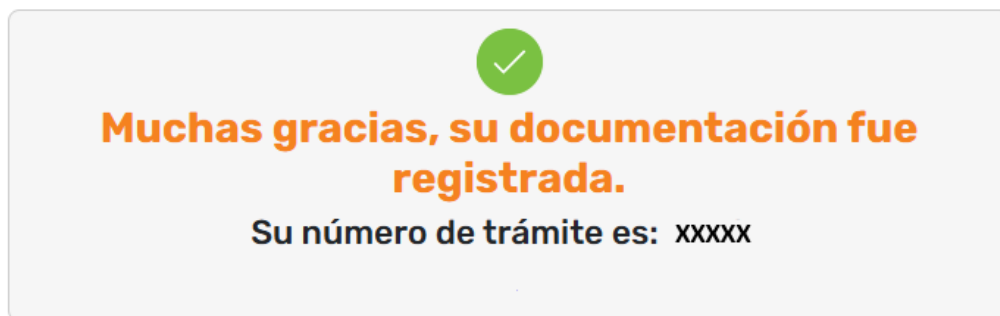 Muchas gracias, su documentación fue
registrada.
Su número de trámite es: XXXXX